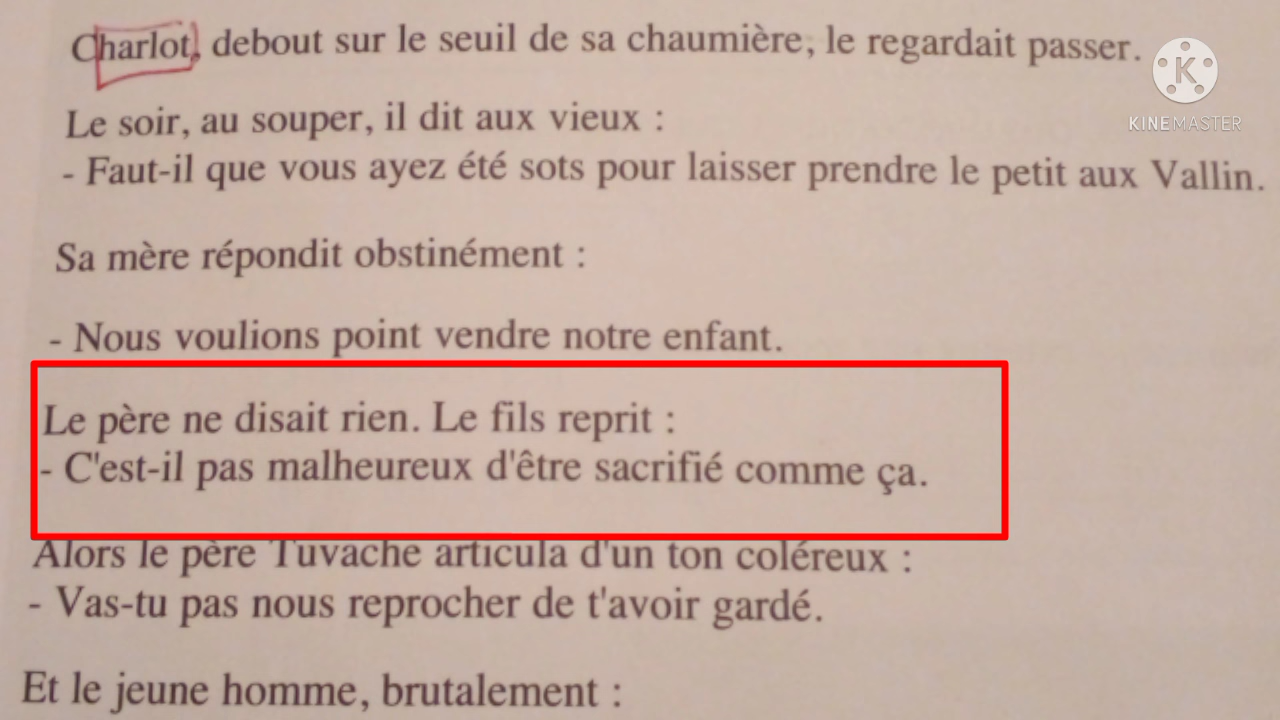 Charlot, debout sur le seuil de sa chaumière, le regardait passer.
KINEMASTER
Le soir, au souper, il dit aux vieux :
- Faut-il que vous ayez été sots pour laisser prendre le petit aux Vallin.
Sa mère répondit obstinément :
- Nous voulions point vendre notre enfant.
Le père ne disait rien. Le fils reprit :
- C'est-il pas malheureux d'être sacrifié comme ça.
Alors le père Tuvache articula d'un ton coléreux :
- Vas-tu pas nous reprocher de t'avoir gardé.
Et le jeune homme, brutalement :